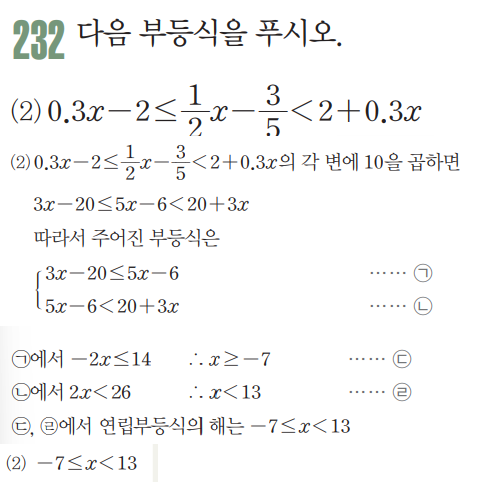 232 다음 부등식을 푸시오.
(2) 0.3x−2≤1/2x−3/5<2+0.3x
(2) 0.3x−2≤1/2x−3/5<2+0.3x의 각 변에 10을 곱하면
3x−20≤5x−6<20+3x
따라서 주어진 부등식은
{3x−20≤5x−6 …… ㉠
5x−6<20+3x …… ㉡
㉠에서 −2x≤14 ∴ x≥−7 …… ㉢
㉡에서 2x<26 ∴ x<13 …… ㉣
㉢, ㉣에서 연립부등식의 해는 −7≤x<13
(2) −7≤x<13